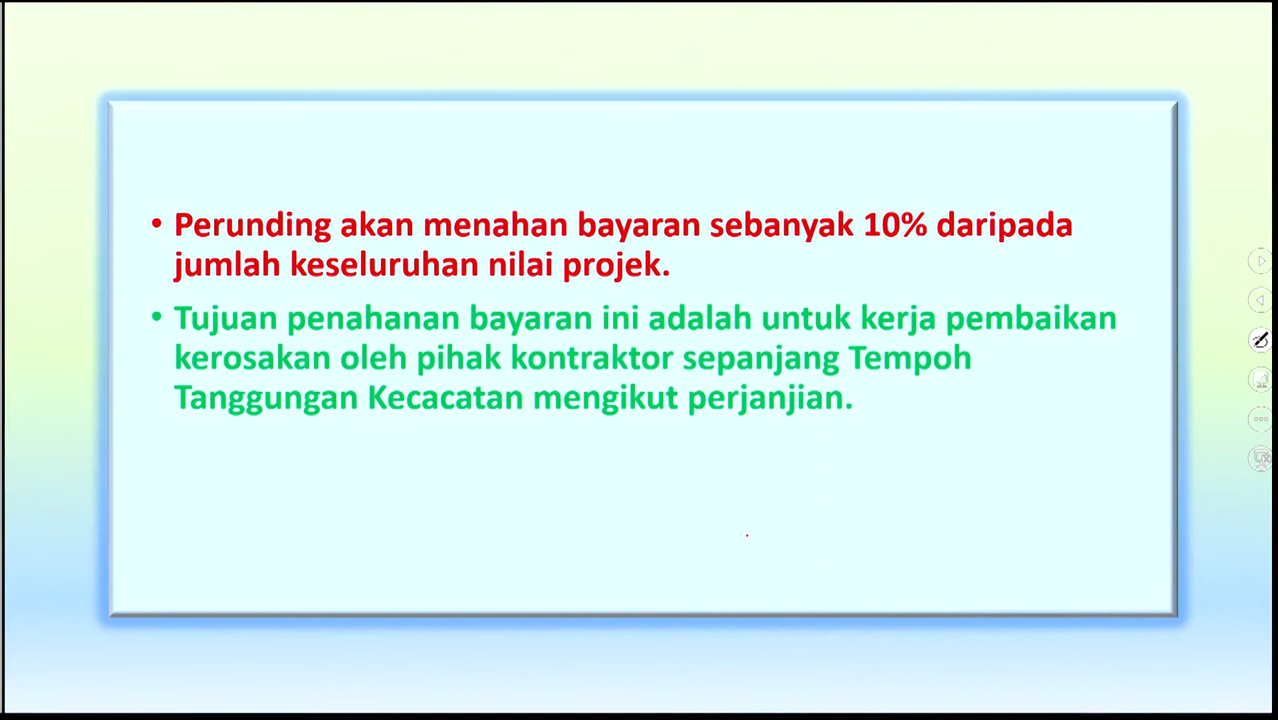 • Perunding akan menahan bayaran sebanyak 10% daripada
jumlah keseluruhan nilai projek.
• Tujuan penahanan bayaran ini adalah untuk kerja pembaikan
kerosakan oleh pihak kontraktor sepanjang Tempoh
Tanggungan Kecacatan mengikut perjanjian.